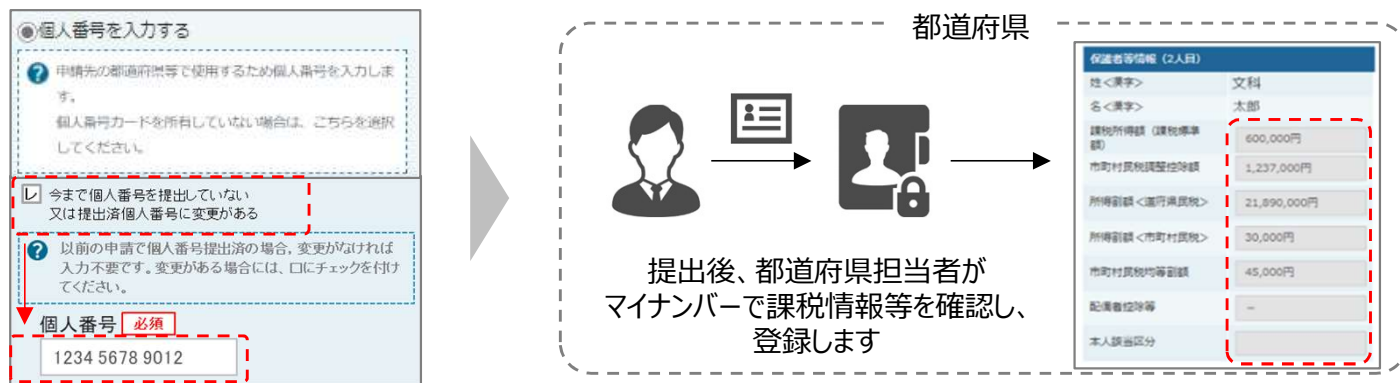 個人番号を入力する
申請先の都道府県等で使用するため個人番号を入力しま
す。
個人番号カードを所有していない場合は、こちらを選択
してください。
レ 今まで個人番号を提出していない
又は提出済個人番号に変更がある
以前の申請で個人番号提出済の場合，変更がなければ
入力不要です。変更がある場合には、口にチェックを付け
てください。
個人番号 必須
1234 5678 9012
都道府県
提出後、都道府県担当者が
マイナンバーで課税情報等を確認し、
登録します
保護者等情報（2人目）
姓<漢字> 文科
名<漢字> 太郎
課税所得額（課税標準
額） 600,000円
市町村民税調整控除額 1,237,000円
所得割額<道府県民税> 21,890,000円
所得割額<市町村民税> 30,000円
市町村民税均等割額 45,000円
配偶者控除等 －
本人該当区分